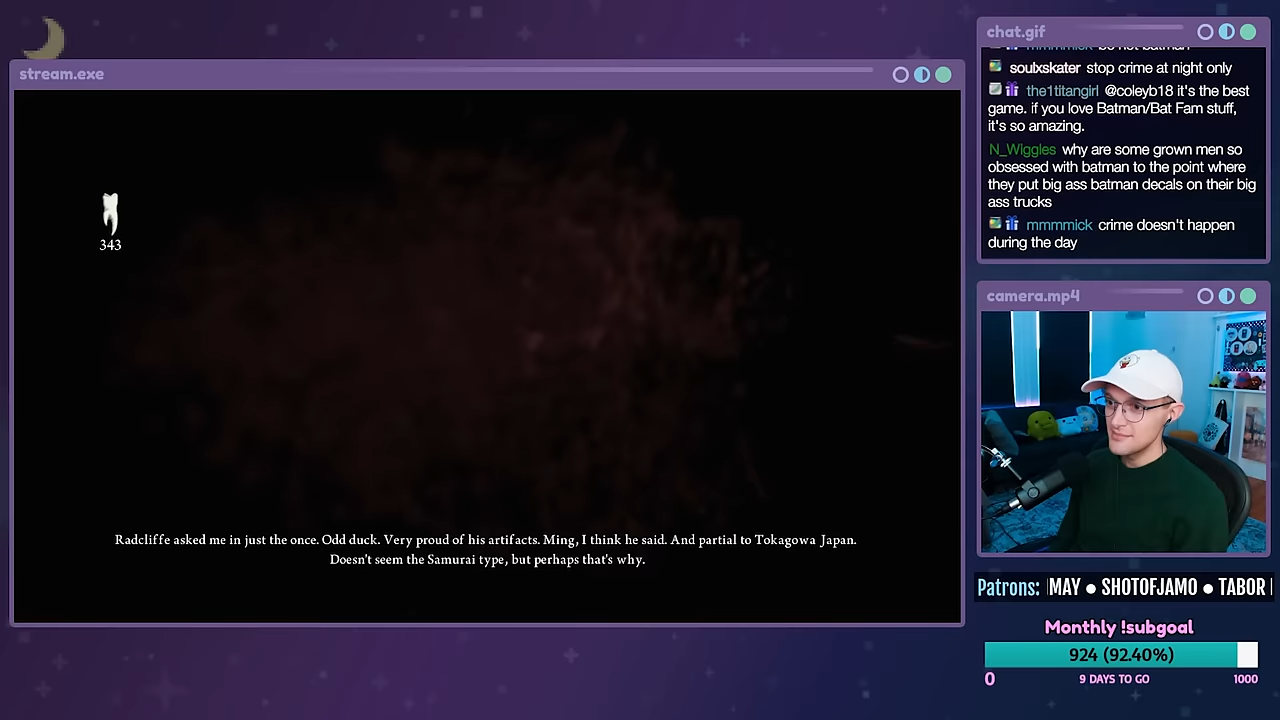 chat.gif
soulxskater stop crime at night only
the1titangirl @coleyb18 it's the best
game. if you love Batman/Bat Fam stuff,
it's so amazing.
N_Wiggles why are some grown men so
obsessed with batman to the point where
they put big ass batman decals on their big
ass trucks
mmmmick crime doesn't happen
during the day
stream.exe
343
Radcliffe asked me in just the once. Odd duck. Very proud of his artifacts. Ming, I think he said. And partial to Tokagowa Japan.
Doesn't seem the Samurai type, but perhaps that's why.
camera.mp4
Patrons: MAY ● SHOTOFJAMO ● TABOR
Monthly !subgoal
924 (92.40%)
0 9 DAYS TO GO 1000